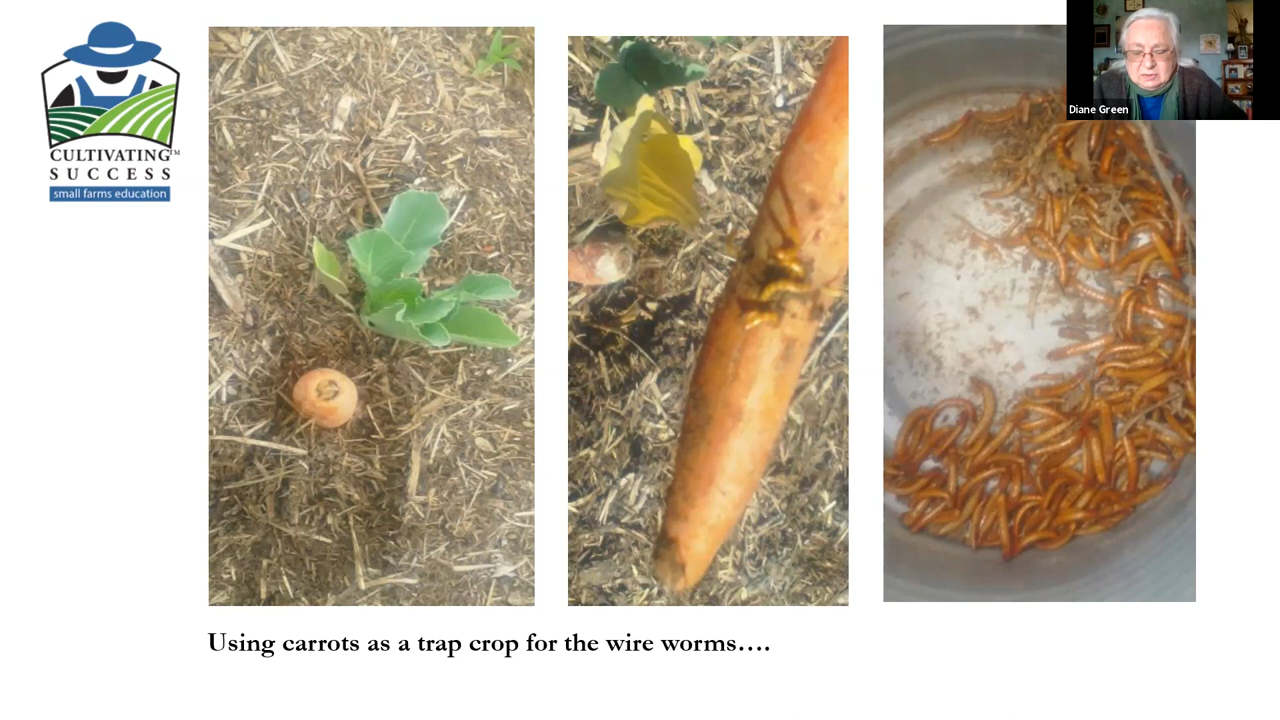 CULTIVATING™
SUCCESS
small farms education
Diane Green
Using carrots as a trap crop for the wire worms….